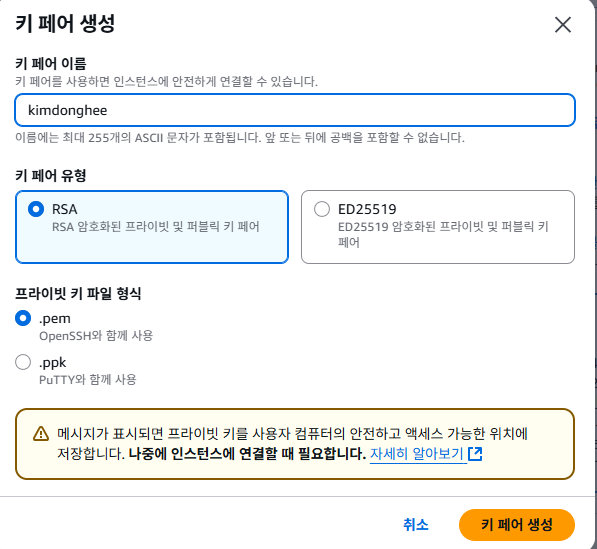 키 페어 생성
키 페어 이름
키 페어를 사용하면 인스턴스에 안전하게 연결할 수 있습니다.
kimdonghee
이름에는 최대 255개의 ASCII 문자가 포함됩니다. 앞 또는 뒤에 공백을 포함할 수 없습니다.
키 페어 유형
RSA
RSA 암호화된 프라이빗 및 퍼블릭 키 페어
ED25519
ED25519 암호화된 프라이빗 및 퍼블릭 키
페어
프라이빗 키 파일 형식
.pem
OpenSSH와 함께 사용
.ppk
PuTTY와 함께 사용
메시지가 표시되면 프라이빗 키를 사용자 컴퓨터의 안전하고 액세스 가능한 위치에
저장합니다. 나중에 인스턴스에 연결할 때 필요합니다. 자세히 알아보기
취소
키 페어 생성